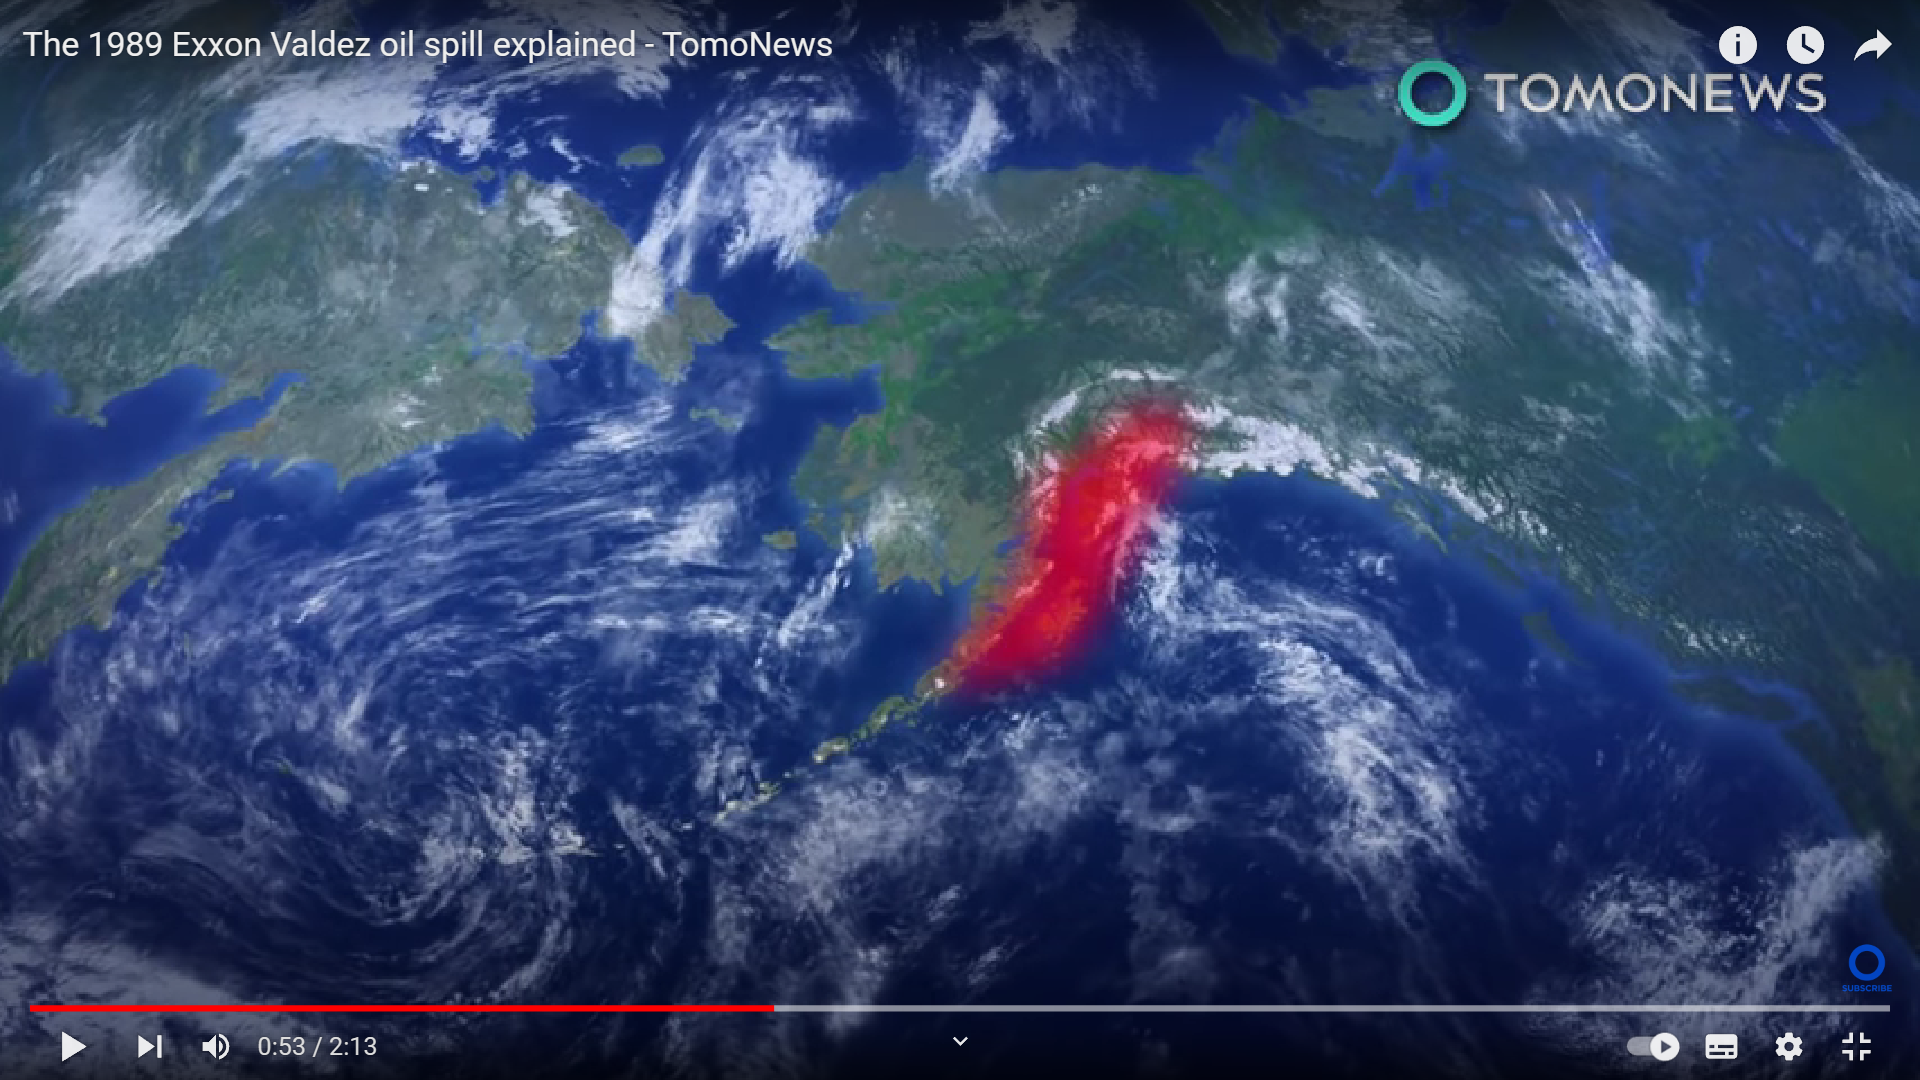 The 1989 Exxon Valdez oil spill explained - TomoNews
TOMONEWS
SUBSCRIBE
0:53 / 2:13